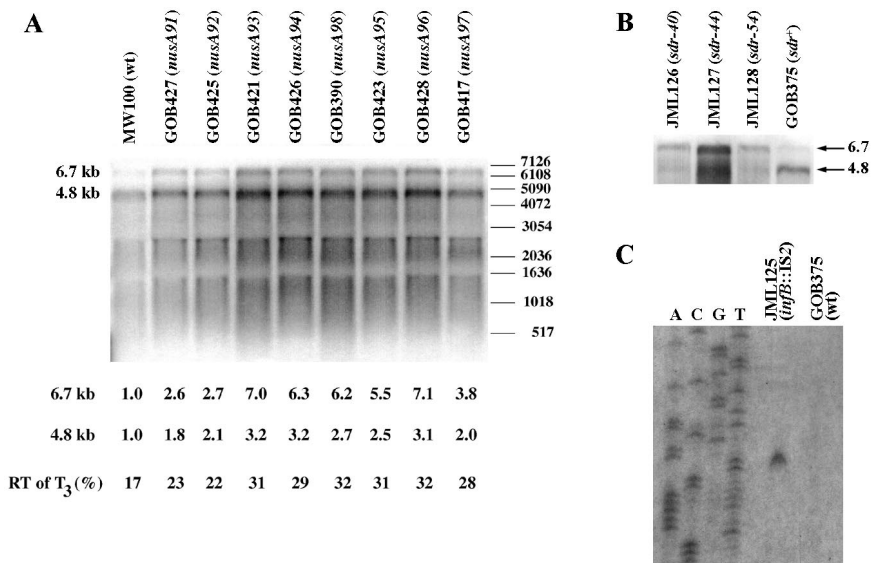 A
MW100 (wt)
GOB427 (nusA91)
GOB425 (nusA92)
GOB421 (nusA93)
GOB426 (nusA94)
GOB390 (nusA98)
GOB423 (nusA95)
GOB428 (nusA96)
GOB417 (nusA97)
6.7 kb
4.8 kb
7126
6108
5090
4072
3054
2036
1636
1018
517
6.7 kb 1.0 2.6 2.7 7.0 6.3 6.2 5.5 7.1 3.8
4.8 kb 1.0 1.8 2.1 3.2 3.2 2.7 2.5 3.1 2.0
RT of T3 (%) 17 23 22 31 29 32 31 32 28
B
JML126 (sdr-40)
JML127 (sdr-44)
JML128 (sdr-54)
GOB375 (sdr+)
6.7
4.8
C
A C G T
JML125
(infB::IS2)
GOB375
(wt)